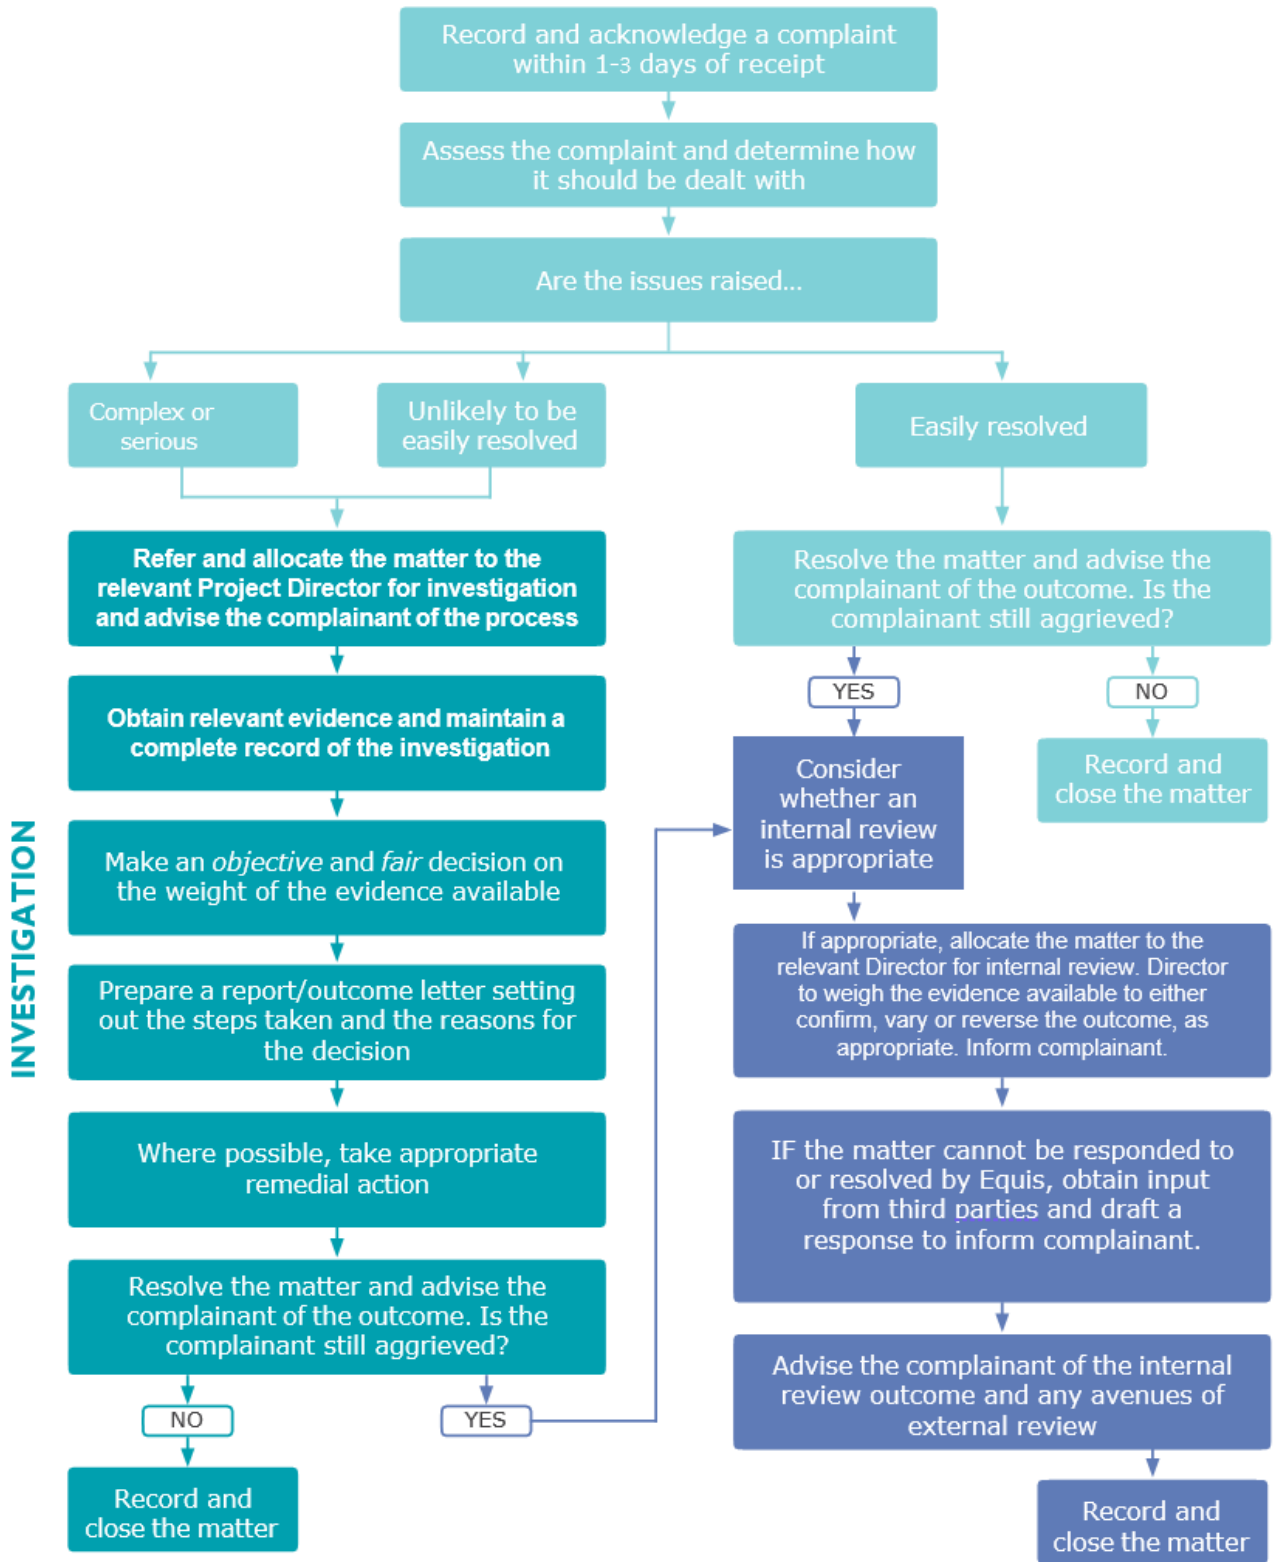 Record and acknowledge a complaint
within 1-3 days of receipt
Assess the complaint and determine how
it should be dealt with
Are the issues raised...
Complex or
serious
Unlikely to be
easily resolved
Easily resolved
Refer and allocate the matter to the
relevant Project Director for investigation
and advise the complainant of the process
Obtain relevant evidence and maintain a
complete record of the investigation
Make an objective and fair decision on
the weight of the evidence available
Prepare a report/outcome letter setting
out the steps taken and the reasons for
the decision
Where possible, take appropriate
remedial action
Resolve the matter and advise the
complainant of the outcome. Is the
complainant still aggrieved?
NO
YES
Record and
close the matter
INVESTIGATION
Resolve the matter and advise the
complainant of the outcome. Is the
complainant still aggrieved?
YES
NO
Consider
whether an
internal review
is appropriate
Record and
close the matter
If appropriate, allocate the matter to the
relevant Director for internal review. Director
to weigh the evidence available to either
confirm, vary or reverse the outcome, as
appropriate. Inform complainant.
IF the matter cannot be responded to
or resolved by Equis, obtain input
from third parties and draft a
response to inform complainant.
Advise the complainant of the internal
review outcome and any avenues of
external review
Record and
close the matter